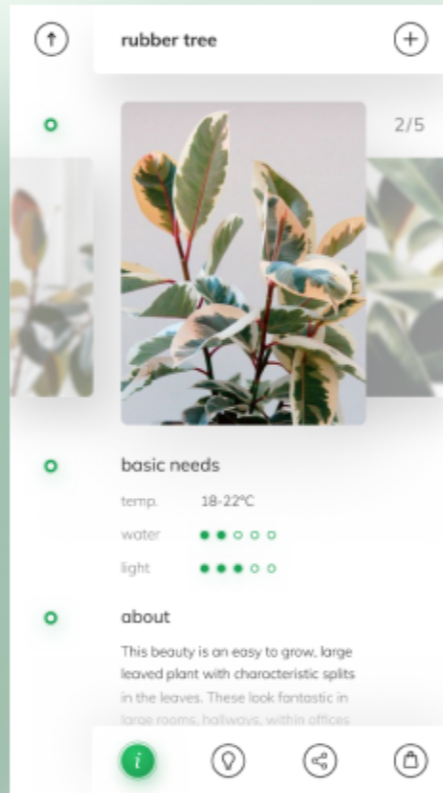 rubber tree
2/5
basic needs
temp. 18-22°C
water
light
about
This beauty is an easy to grow, large
leaved plant with characteristic splits
in the leaves. These look fantastic in
large rooms, hallways, within offices
i